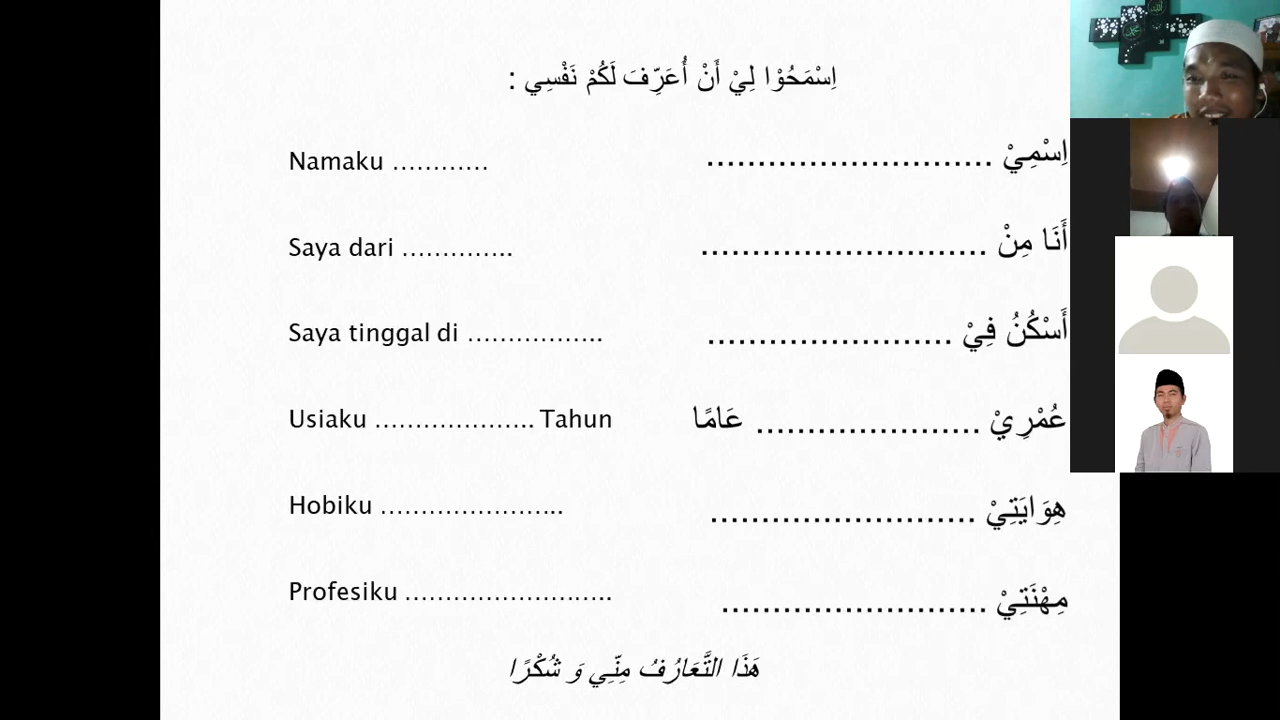 اِسْمَحُوْا لِيْ أَنْ أُعَرِّفَ لَكُمْ نَفْسِي :
اِسْمِيْ ............................
Namaku …………
أَنَا مِنْ ............................
Saya dari …………..
أَسْكُنُ فِيْ ........................
Saya tinggal di ……………..
عُمْرِيْ ...................... عَامًا
Usiaku ……………….. Tahun
هِوَايَتِيْ ..........................
Hobiku …………………..
مِهْنَتِيْ ..........................
Profesiku ……………………..
هَذَا التَّعَارُفُ مِنِّي وَ شُكْرًا